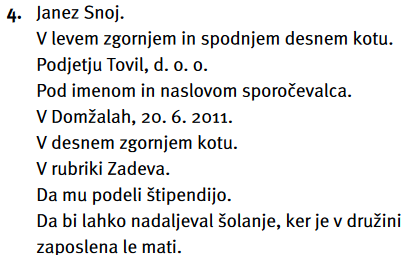 4. Janez Snoj.
V levem zgornjem in spodnjem desnem kotu.
Podjetju Tovil, d. o. o.
Pod imenom in naslovom sporočevalca.
V Domžalah, 20. 6. 2011.
V desnem zgornjem kotu.
V rubriki Zadeva.
Da mu podeli štipendijo.
Da bi lahko nadaljeval šolanje, ker je v družini
zaposlena le mati.